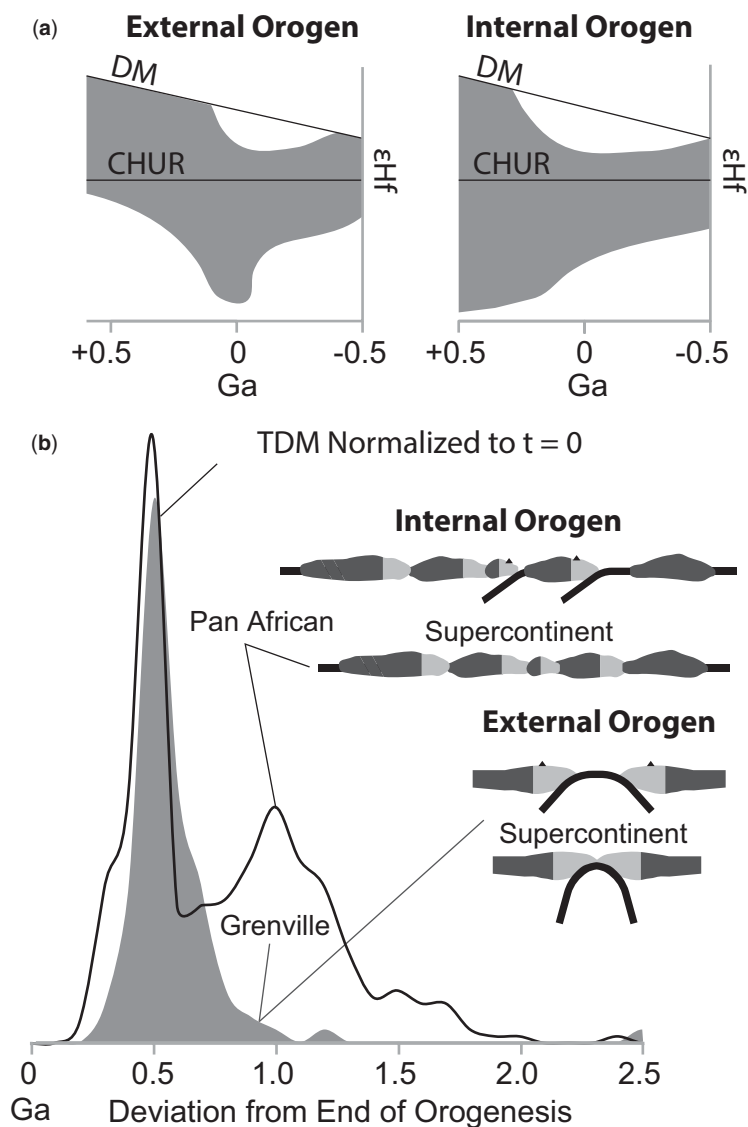 (a)
External Orogen
Internal Orogen
DM
CHUR
εHf
+0.5 0 -0.5
Ga
DM
CHUR
εHf
+0.5 0 -0.5
Ga
(b)
TDM Normalized to t = 0
Internal Orogen
Pan African
Supercontinent
External Orogen
Supercontinent
Grenville
0 0.5 1.0 1.5 2.0 2.5
Ga Deviation from End of Orogenesis